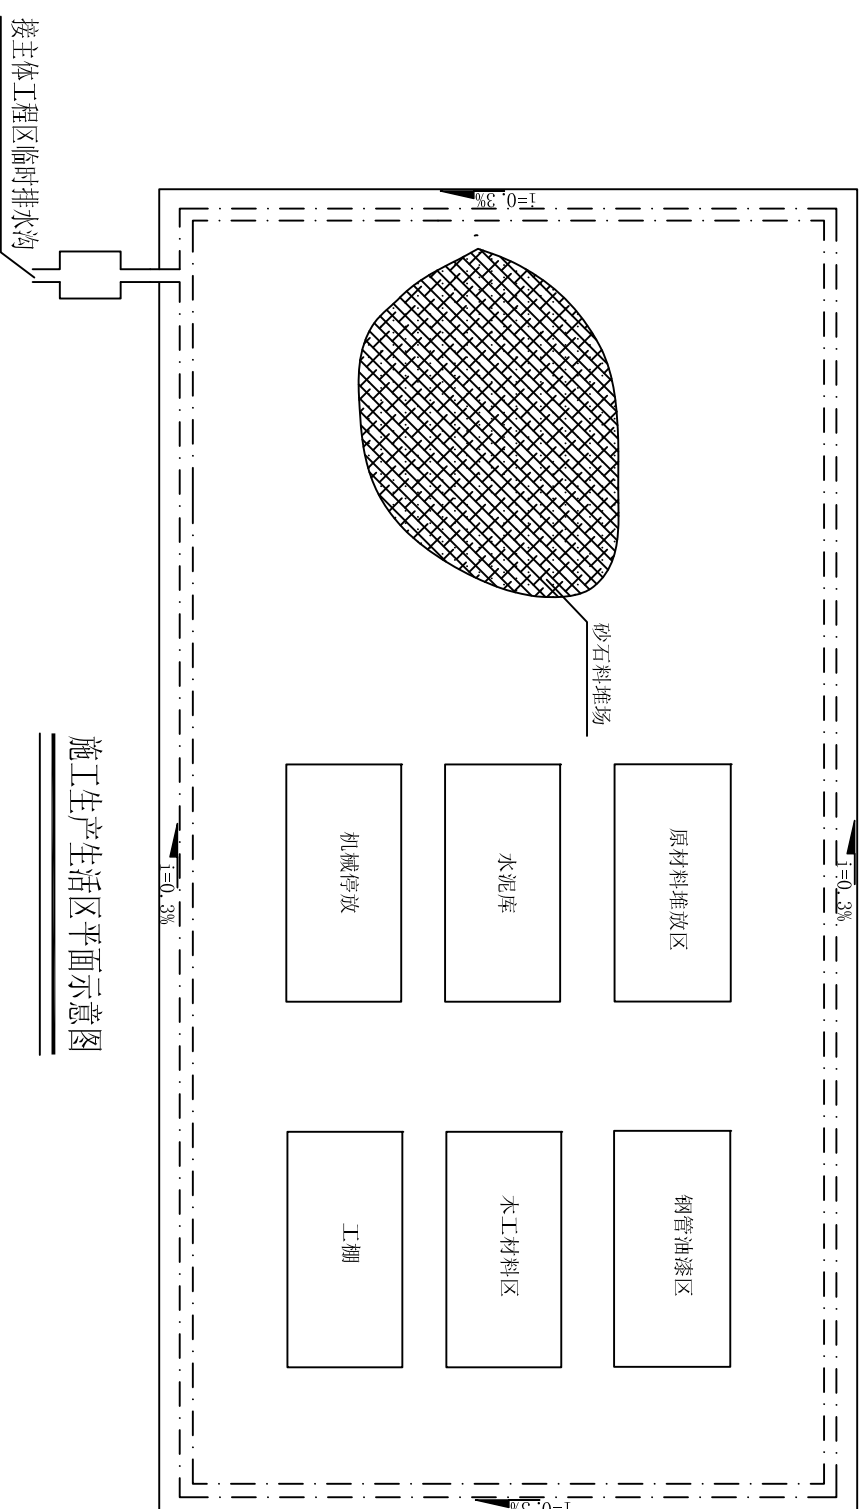 i=0.3%
i=0.3%
砂石料堆场
原材料堆放区
水泥库
机械停放
钢管油漆区
木工材料区
工棚
i=0.3%
i=0.3%
接主体工程区临时排水沟
施工生产生活区平面示意图